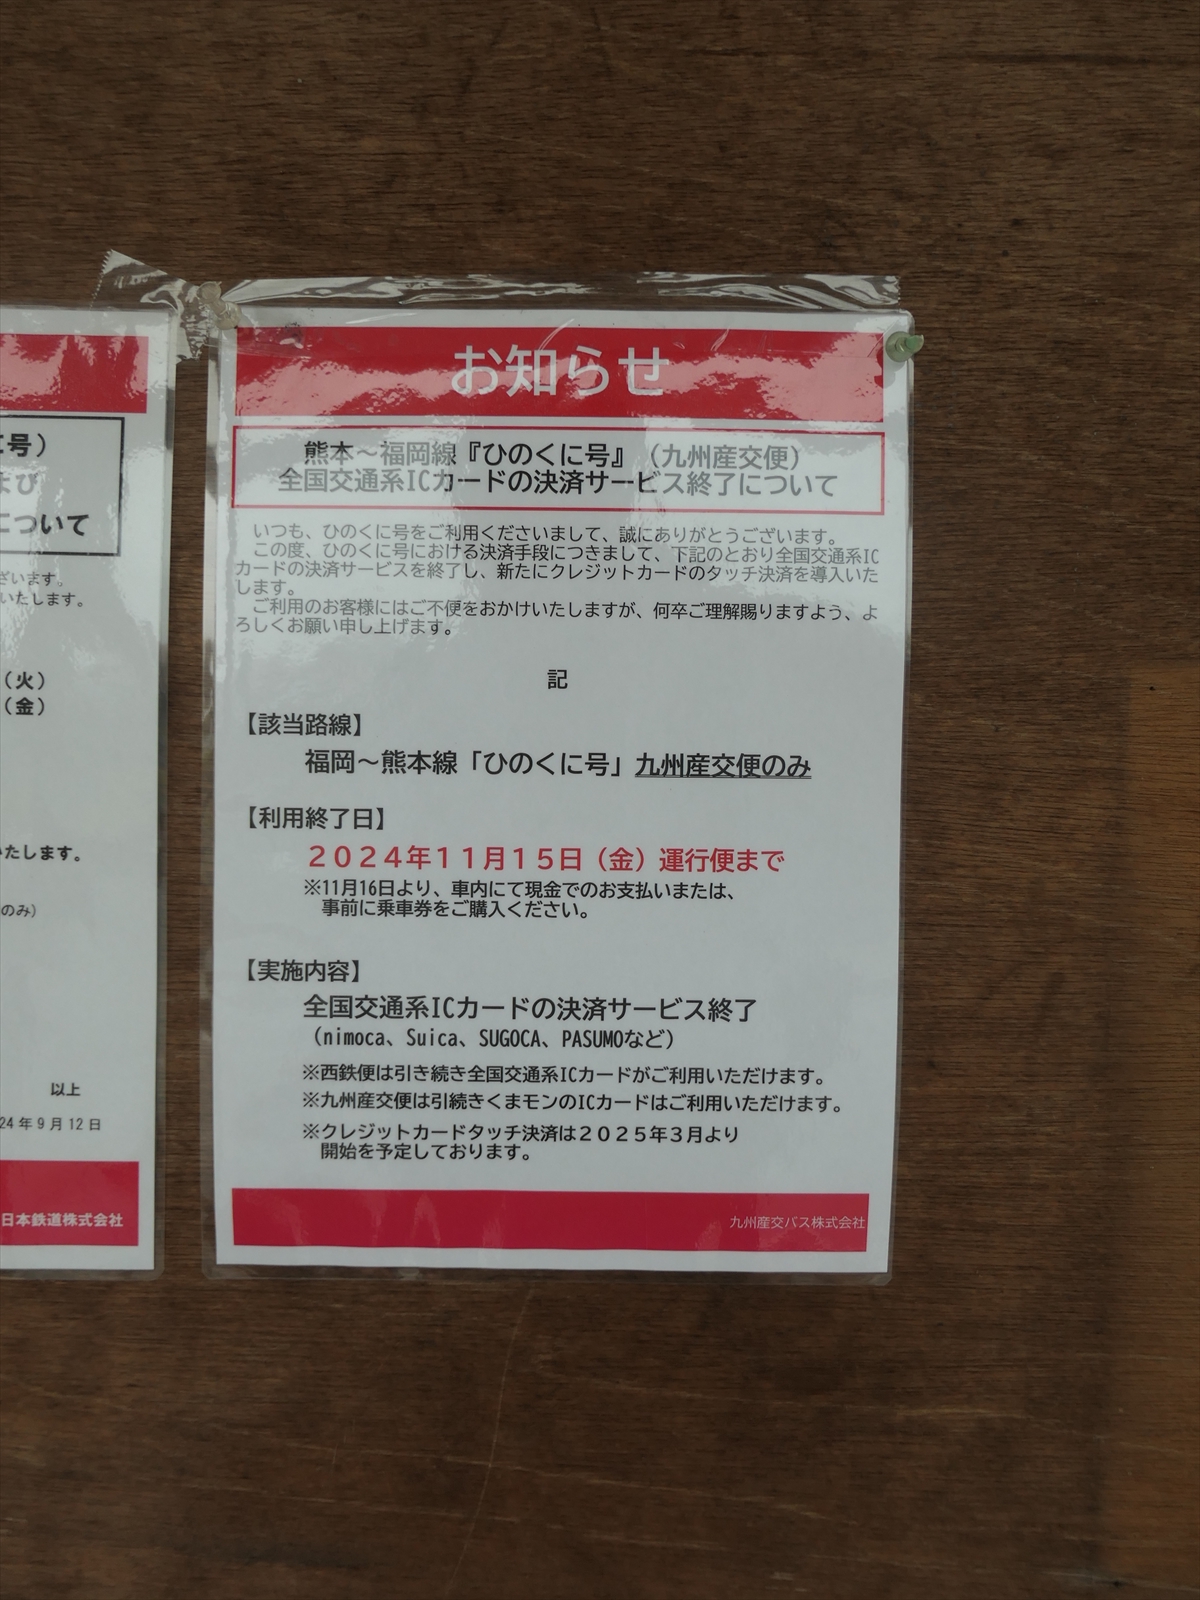 号）
よび
について
ざいます。
いたします。
（火）
（金）
いたします。
のみ）
以上
24年9月12日
日本鉄道株式会社
お知らせ
熊本～福岡線『ひのくに号』（九州産交便）
全国交通系ICカードの決済サービス終了について
いつも、ひのくに号をご利用くださいまして、誠にありがとうございます。
この度、ひのくに号における決済手段につきまして、下記のとおり全国交通系IC
カードの決済サービスを終了し、新たにクレジットカードのタッチ決済を導入いた
します。
ご利用のお客様にはご不便をおかけいたしますが、何卒ご理解賜りますよう、よ
ろしくお願い申し上げます。
記
【該当路線】
福岡～熊本線「ひのくに号」九州産交便のみ
【利用終了日】
２０２４年１１月１５日（金）運行便まで
※11月16日より、車内にて現金でのお支払いまたは、
事前に乗車券をご購入ください。
【実施内容】
全国交通系ICカードの決済サービス終了
（nimoca、Suica、SUGOCA、PASUMOなど）
※西鉄便は引き続き全国交通系ICカードがご利用いただけます。
※九州産交便は引続きくまモンのICカードはご利用いただけます。
※クレジットカードタッチ決済は２０２５年３月より
開始を予定しております。
九州産交バス株式会社